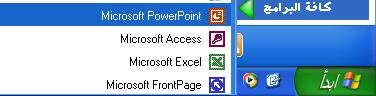 Microsoft PowerPoint
Microsoft Access
Microsoft Excel
Microsoft FrontPage
كافة البرامج
ابدأ